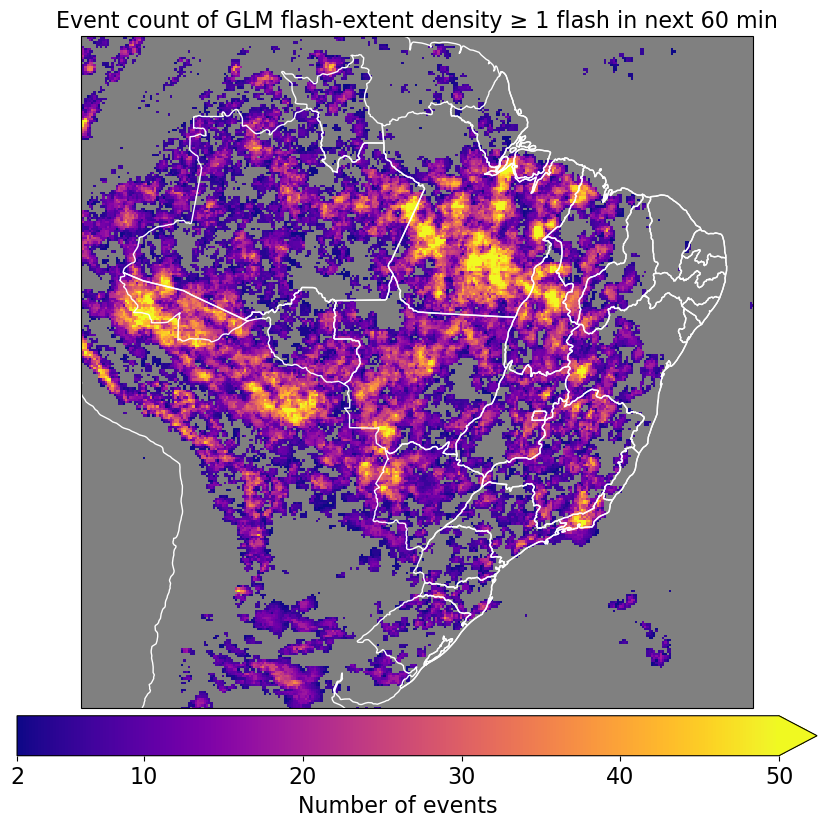 Event count of GLM flash-extent density ≥ 1 flash in next 60 min
2 10 20 30 40 50
Number of events